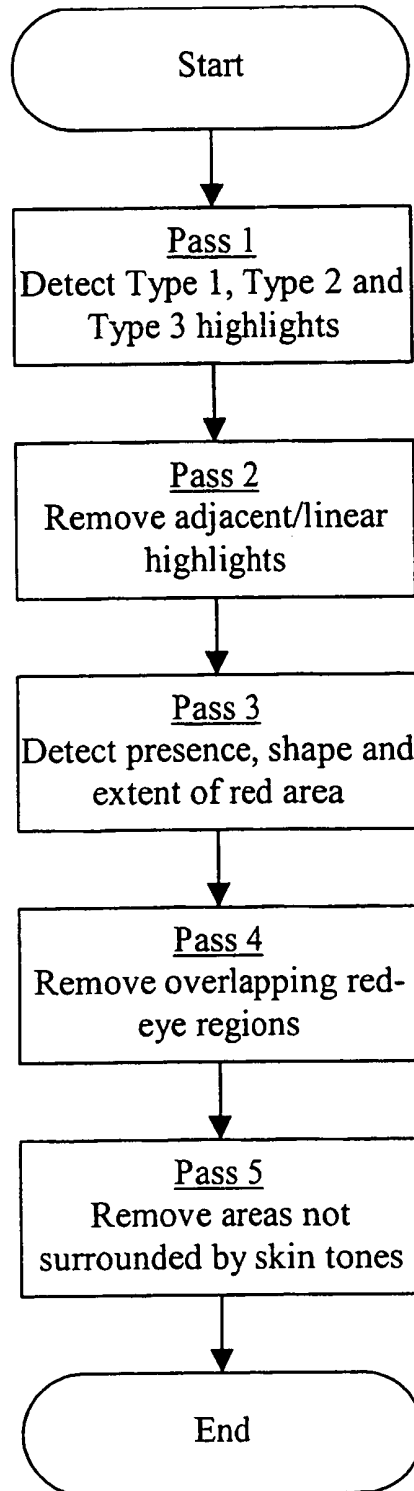 Start
Pass 1
Detect Type 1, Type 2 and
Type 3 highlights
Pass 2
Remove adjacent/linear
highlights
Pass 3
Detect presence, shape and
extent of red area
Pass 4
Remove overlapping red-
eye regions
Pass 5
Remove areas not
surrounded by skin tones
End